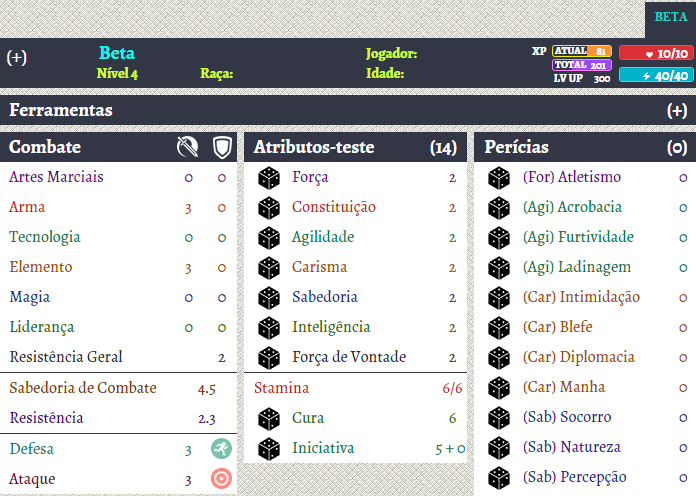 BETA
(+)
Beta
Nível 4
Raça:
Jogador:
Idade:
XP ATUAL 81
TOTAL 201
LV UP 300
10/10
40/40
Ferramentas (+)
Combate
Artes Marciais 0 0
Arma 3 0
Tecnologia 0 0
Elemento 3 0
Magia 0 0
Liderança 0 0
Resistência Geral 2
Sabedoria de Combate 4.5
Resistência 2.3
Defesa 3
Ataque 3
Atributos-teste (14)
Força 2
Constituição 2
Agilidade 2
Carisma 2
Sabedoria 2
Inteligência 2
Força de Vontade 2
Stamina 6/6
Cura 6
Iniciativa 5 + 0
Perícias (0)
(For) Atletismo 0
(Agi) Acrobacia 0
(Agi) Furtividade 0
(Agi) Ladinagem 0
(Car) Intimidação 0
(Car) Blefe 0
(Car) Diplomacia 0
(Car) Manha 0
(Sab) Socorro 0
(Sab) Natureza 0
(Sab) Percepção 0